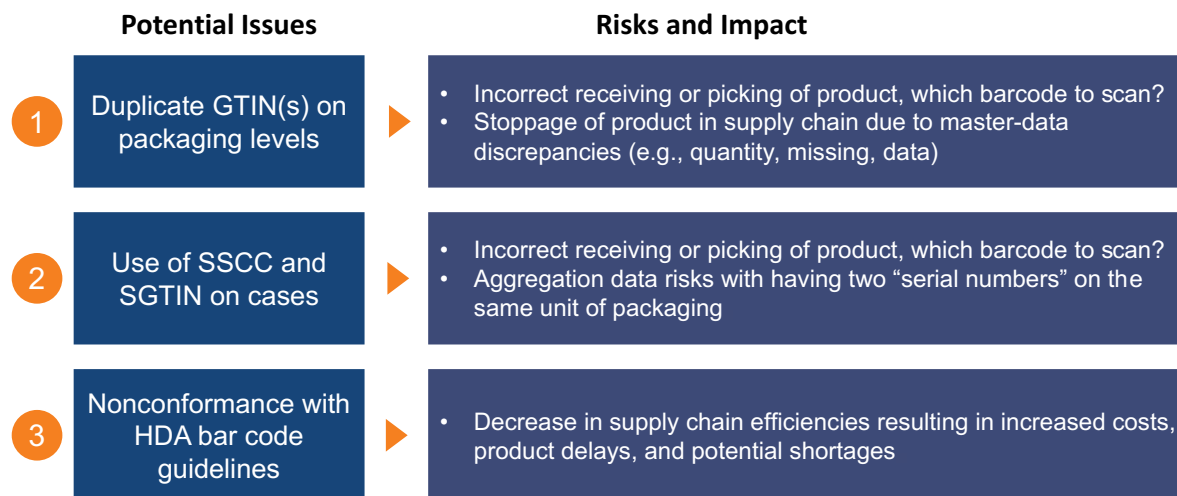 Potential Issues
Risks and Impact
1
Duplicate GTIN(s) on
packaging levels
• Incorrect receiving or picking of product, which barcode to scan?
• Stoppage of product in supply chain due to master-data
discrepancies (e.g., quantity, missing, data)
2
Use of SSCC and
SGTIN on cases
• Incorrect receiving or picking of product, which barcode to scan?
• Aggregation data risks with having two “serial numbers” on the
same unit of packaging
3
Nonconformance with
HDA bar code
guidelines
• Decrease in supply chain efficiencies resulting in increased costs,
product delays, and potential shortages